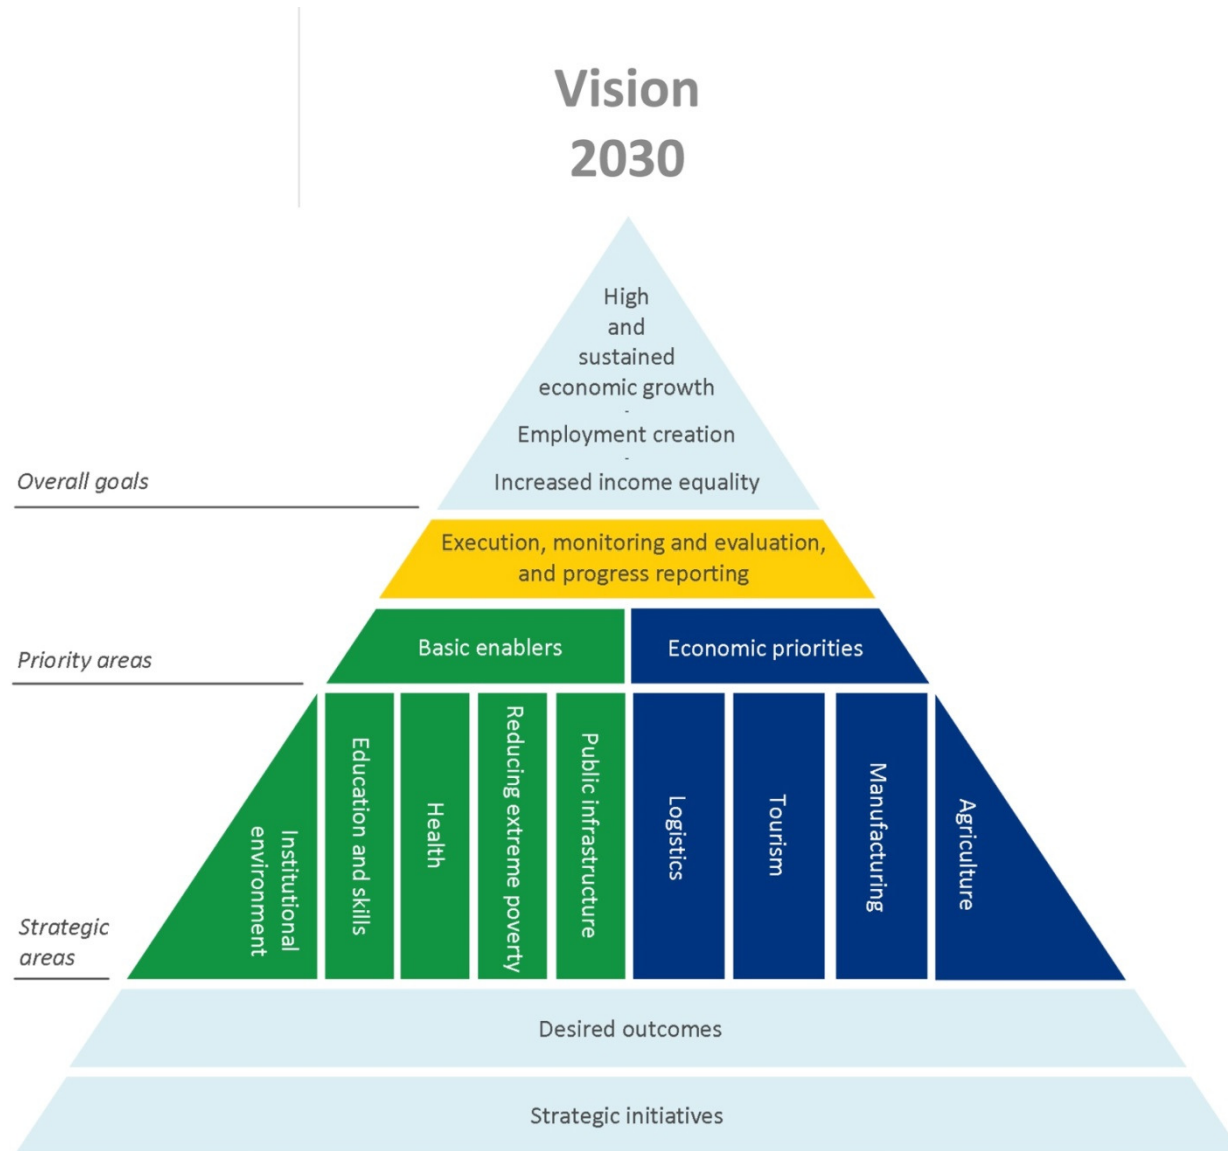 Vision
2030
High
and
sustained
economic growth
-
Employment creation
-
Increased income equality
Overall goals
Execution, monitoring and evaluation,
and progress reporting
Priority areas
Basic enablers
Economic priorities
Strategic
areas
Institutional
environment
Education and skills
Health
Reducing extreme poverty
Public infrastructure
Logistics
Tourism
Manufacturing
Agriculture
Desired outcomes
Strategic initiatives